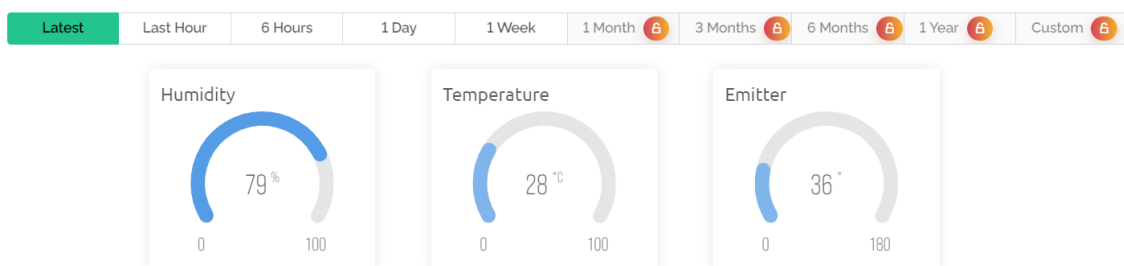 Latest Last Hour 6 Hours 1 Day 1 Week 1 Month 3 Months 6 Months 1 Year Custom
Humidity Temperature Emitter
79 % 28 °C 36 °
0 100 0 100 0 180